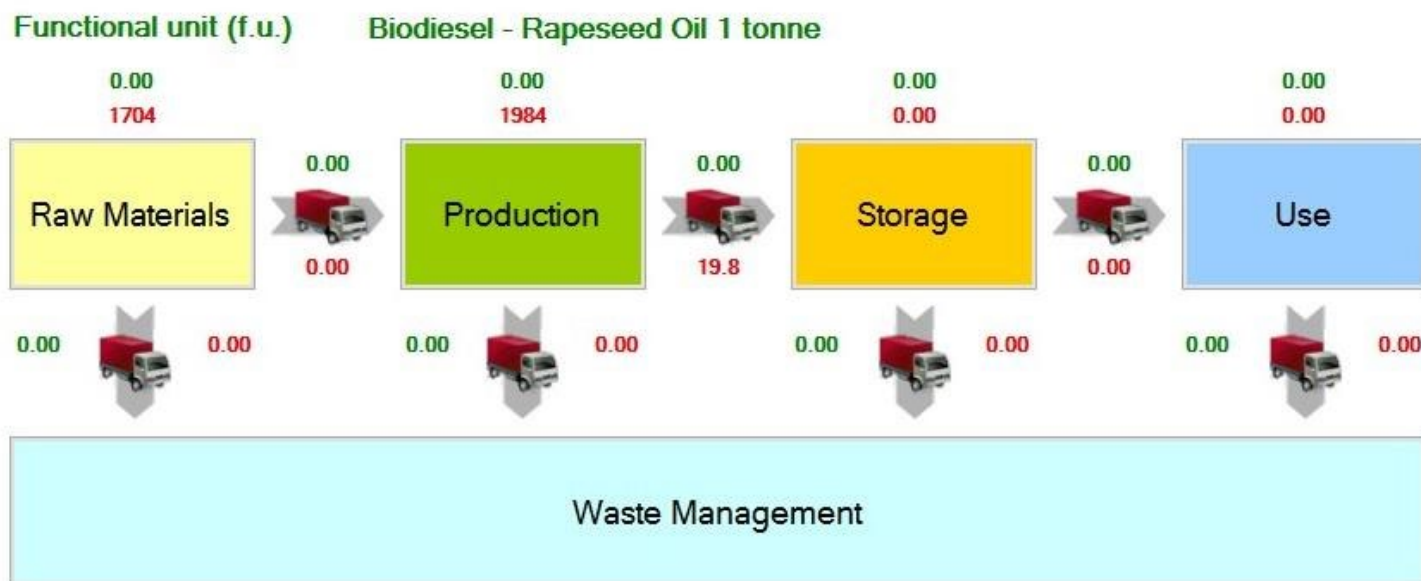 Functional unit (f.u.) Biodiesel - Rapeseed Oil 1 tonne
0.00 0.00 0.00 0.00
1704 1984 0.00 0.00
0.00 0.00 0.00
Raw Materials Production Storage Use
0.00 19.8 0.00
0.00 0.00 0.00 0.00 0.00 0.00 0.00 0.00
Waste Management